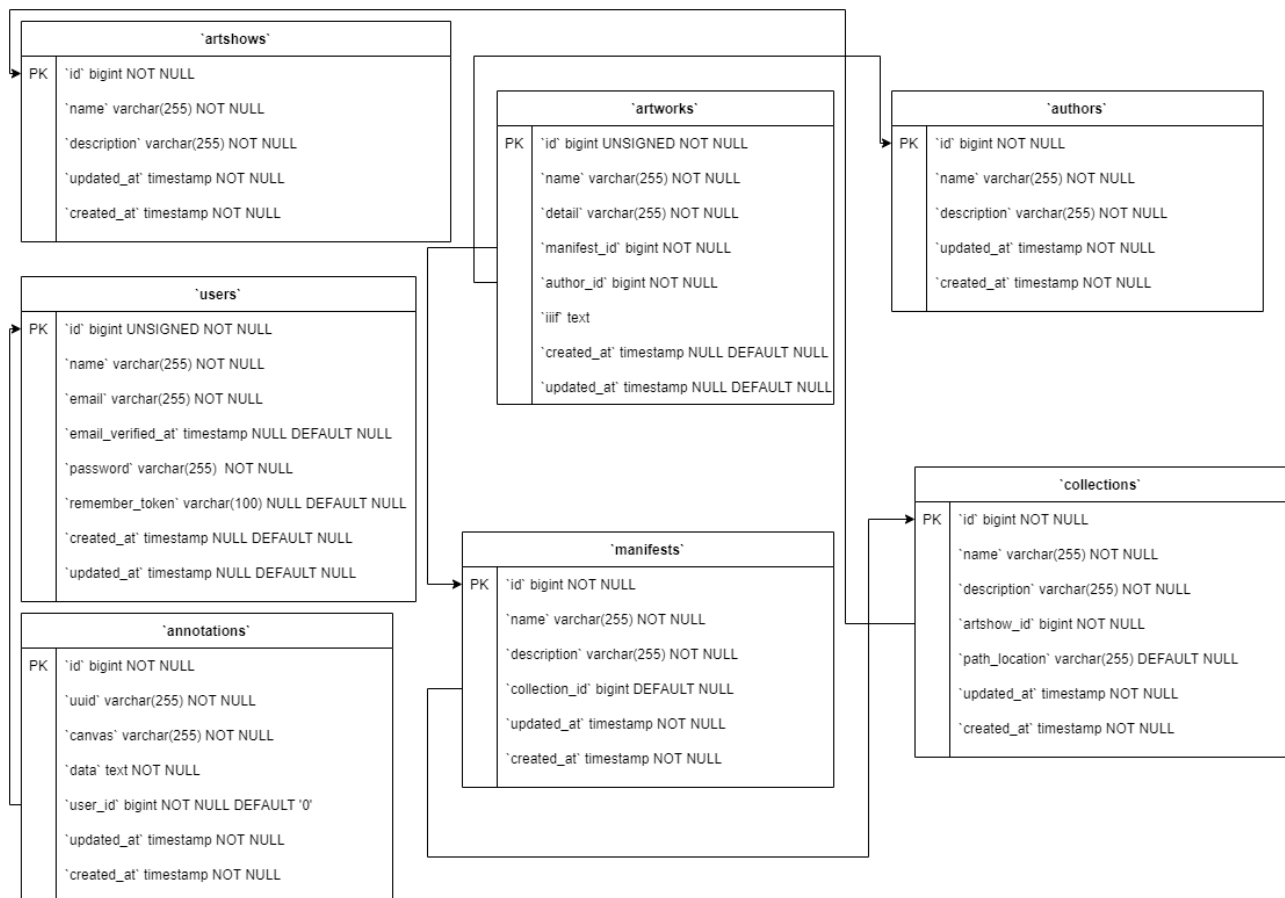 `artshows`
PK
`id` bigint NOT NULL
`name` varchar(255) NOT NULL
`description` varchar(255) NOT NULL
`updated_at` timestamp NOT NULL
`created_at` timestamp NOT NULL
`artworks`
PK
`id` bigint UNSIGNED NOT NULL
`name` varchar(255) NOT NULL
`detail` varchar(255) NOT NULL
`manifest_id` bigint NOT NULL
`author_id` bigint NOT NULL
`iiif` text
`created_at` timestamp NULL DEFAULT NULL
`updated_at` timestamp NULL DEFAULT NULL
`authors`
PK
`id` bigint NOT NULL
`name` varchar(255) NOT NULL
`description` varchar(255) NOT NULL
`updated_at` timestamp NOT NULL
`created_at` timestamp NOT NULL
`users`
PK
`id` bigint UNSIGNED NOT NULL
`name` varchar(255) NOT NULL
`email` varchar(255) NOT NULL
`email_verified_at` timestamp NULL DEFAULT NULL
`password` varchar(255)  NOT NULL
`remember_token` varchar(100) NULL DEFAULT NULL
`created_at` timestamp NULL DEFAULT NULL
`updated_at` timestamp NULL DEFAULT NULL
`manifests`
PK
`id` bigint NOT NULL
`name` varchar(255) NOT NULL
`description` varchar(255) NOT NULL
`collection_id` bigint DEFAULT NULL
`updated_at` timestamp NOT NULL
`created_at` timestamp NOT NULL
`collections`
PK
`id` bigint NOT NULL
`name` varchar(255) NOT NULL
`description` varchar(255) NOT NULL
`artshow_id` bigint NOT NULL
`path_location` varchar(255) DEFAULT NULL
`updated_at` timestamp NOT NULL
`created_at` timestamp NOT NULL
`annotations`
PK
`id` bigint NOT NULL
`uuid` varchar(255) NOT NULL
`canvas` varchar(255) NOT NULL
`data` text NOT NULL
`user_id` bigint NOT NULL DEFAULT '0'
`updated_at` timestamp NOT NULL
`created_at` timestamp NOT NULL